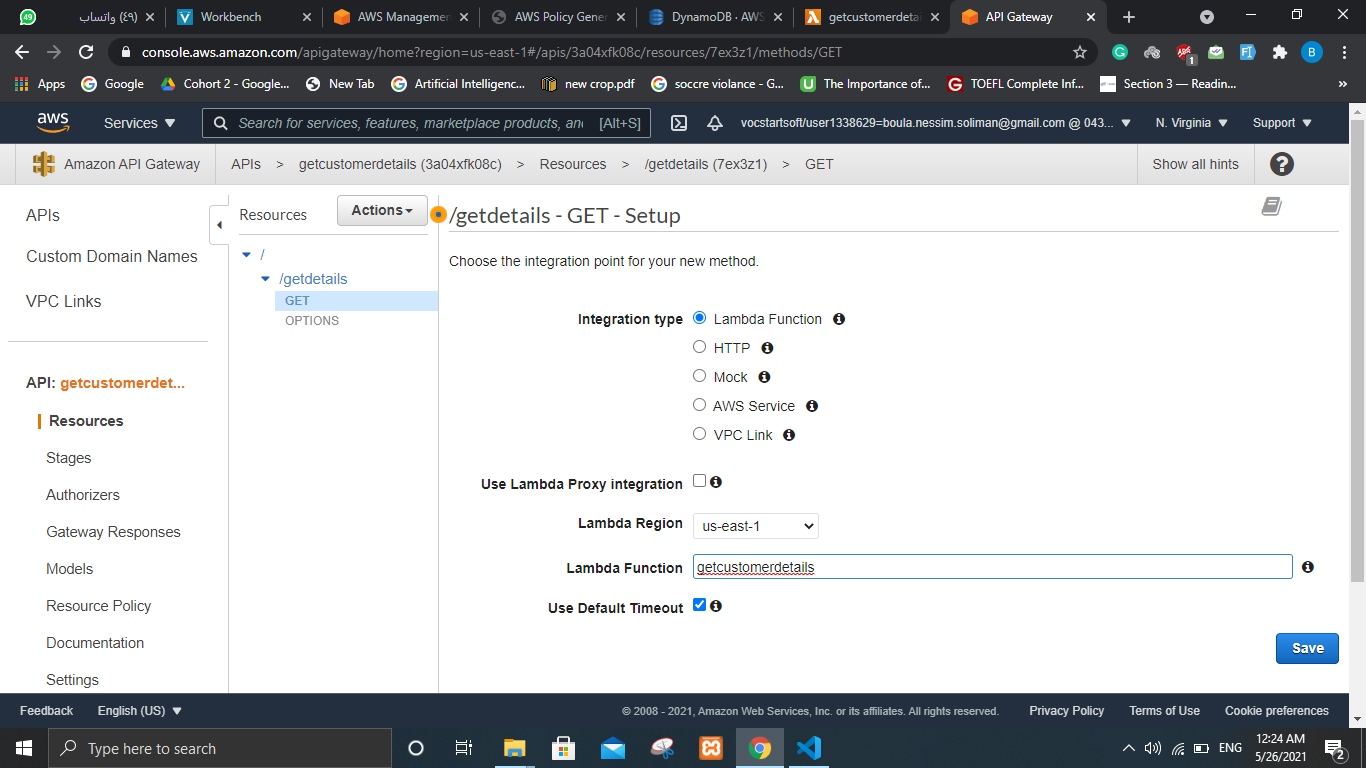 49
(٤٩) واتساب
Workbench
AWS Managemen
AWS Policy Gener
DynamoDB · AWS
getcustomerdetai
API Gateway
console.aws.amazon.com/apigateway/home?region=us-east-1#/apis/3a04xfk08c/resources/7ex3z1/methods/GET
B
Apps
Google
Cohort 2 - Google...
New Tab
Artificial Intelligenc...
new crop.pdf
soccre violance - G...
The Importance of...
TOEFL Complete Inf...
Section 3 — Readin...
aws
Services
Search for services, features, marketplace products, and
[Alt+S]
vocstartsoft/user1338629=boula.nessim.soliman@gmail.com @ 043...
N. Virginia
Support
Amazon API Gateway
APIs > getcustomerdetails (3a04xfk08c) > Resources > /getdetails (7ex3z1) > GET
Show all hints
APIs
Custom Domain Names
VPC Links
API: getcustomerdet...
Resources
Stages
Authorizers
Gateway Responses
Models
Resource Policy
Documentation
Settings
Resources
Actions
/
/getdetails
GET
OPTIONS
/getdetails - GET - Setup
Choose the integration point for your new method.
Integration type
Lambda Function
HTTP
Mock
AWS Service
VPC Link
Use Lambda Proxy integration
Lambda Region
us-east-1
Lambda Function
getcustomerdetails
Use Default Timeout
Save
Feedback
English (US)
© 2008 - 2021, Amazon Web Services, Inc. or its affiliates. All rights reserved.
Privacy Policy
Terms of Use
Cookie preferences
Type here to search
ENG
12:24 AM
5/26/2021
2